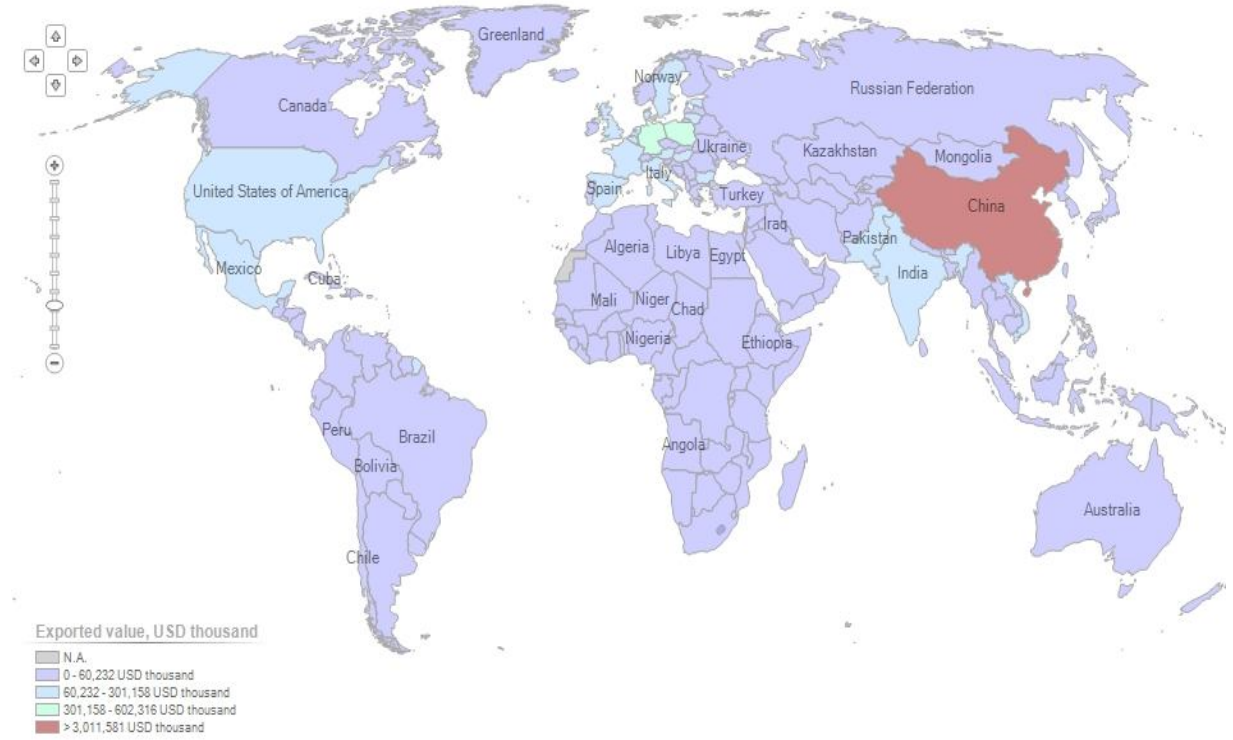 Greenland
Norway
Russian Federation
Canada
Ukraine
Kazakhstan
Mongolia
United States of America
Italy
Spain
Turkey
China
Iraq
Pakistan
Algeria
Libya
Egypt
India
Mexico
Cuba
Mali
Niger
Chad
Nigeria
Ethiopia
Peru
Brazil
Angola
Bolivia
Australia
Chile
Exported value, USD thousand
N.A.
0 - 60,232 USD thousand
60,232 - 301,158 USD thousand
301,158 - 602,316 USD thousand
> 3,011,581 USD thousand